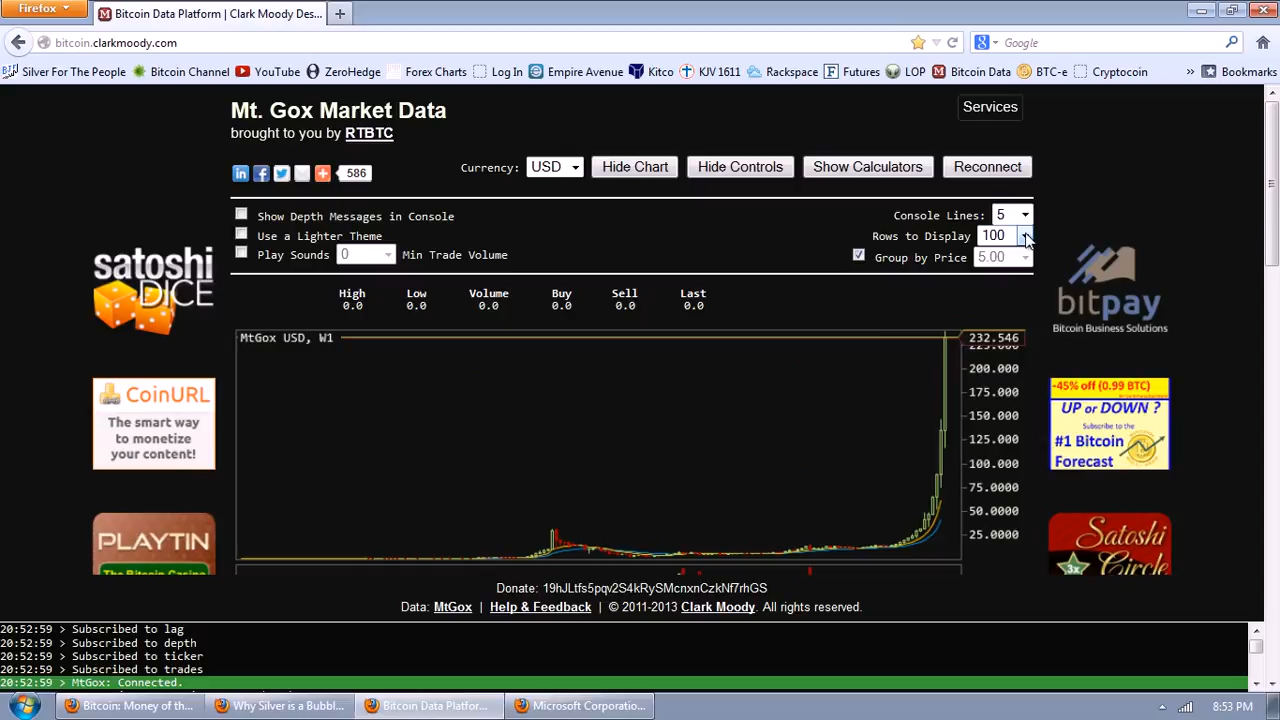 Firefox
Bitcoin Data Platform | Clark Moody Des...
bitcoin.clarkmoody.com
Google
Silver For The People
Bitcoin Channel
YouTube
ZeroHedge
Forex Charts
Log In
Empire Avenue
Kitco
KJV 1611
Rackspace
Futures
LOP
Bitcoin Data
BTC-e
Cryptocoin
»
Bookmarks
Mt. Gox Market Data
Services
brought to you by RTBTC
586
Currency: USD
Hide Chart
Hide Controls
Show Calculators
Reconnect
Show Depth Messages in Console
Console Lines: 5
Use a Lighter Theme
Rows to Display 100
Play Sounds 0 Min Trade Volume
Group by Price 5.00
High Low Volume Buy Sell Last
0.0 0.0 0.0 0.0 0.0 0.0
MtGox USD, W1
232.546
225.000
200.000
175.000
150.000
125.000
100.000
75.0000
50.0000
25.0000
satoshi
DICE
CoinURL
The smart way
to monetize
your content!
PLAYTIN
The Bitcoin Casino
bitpay
Bitcoin Business Solutions
-45% off (0.99 BTC)
UP or DOWN ?
Subscribe to the
#1 Bitcoin
Forecast
Satoshi
Circle
3x
Donate: 19hJLtfs5pqv2S4kRySMcnxnCzkNf7rhGS
Data: MtGox | Help & Feedback | © 2011-2013 Clark Moody. All rights reserved.
20:52:59 > Subscribed to lag
20:52:59 > Subscribed to depth
20:52:59 > Subscribed to ticker
20:52:59 > Subscribed to trades
20:52:59 > MtGox: Connected.
Bitcoin: Money of th...
Why Silver is a Bubbl...
Bitcoin Data Platfor...
Microsoft Corporatio...
8:53 PM